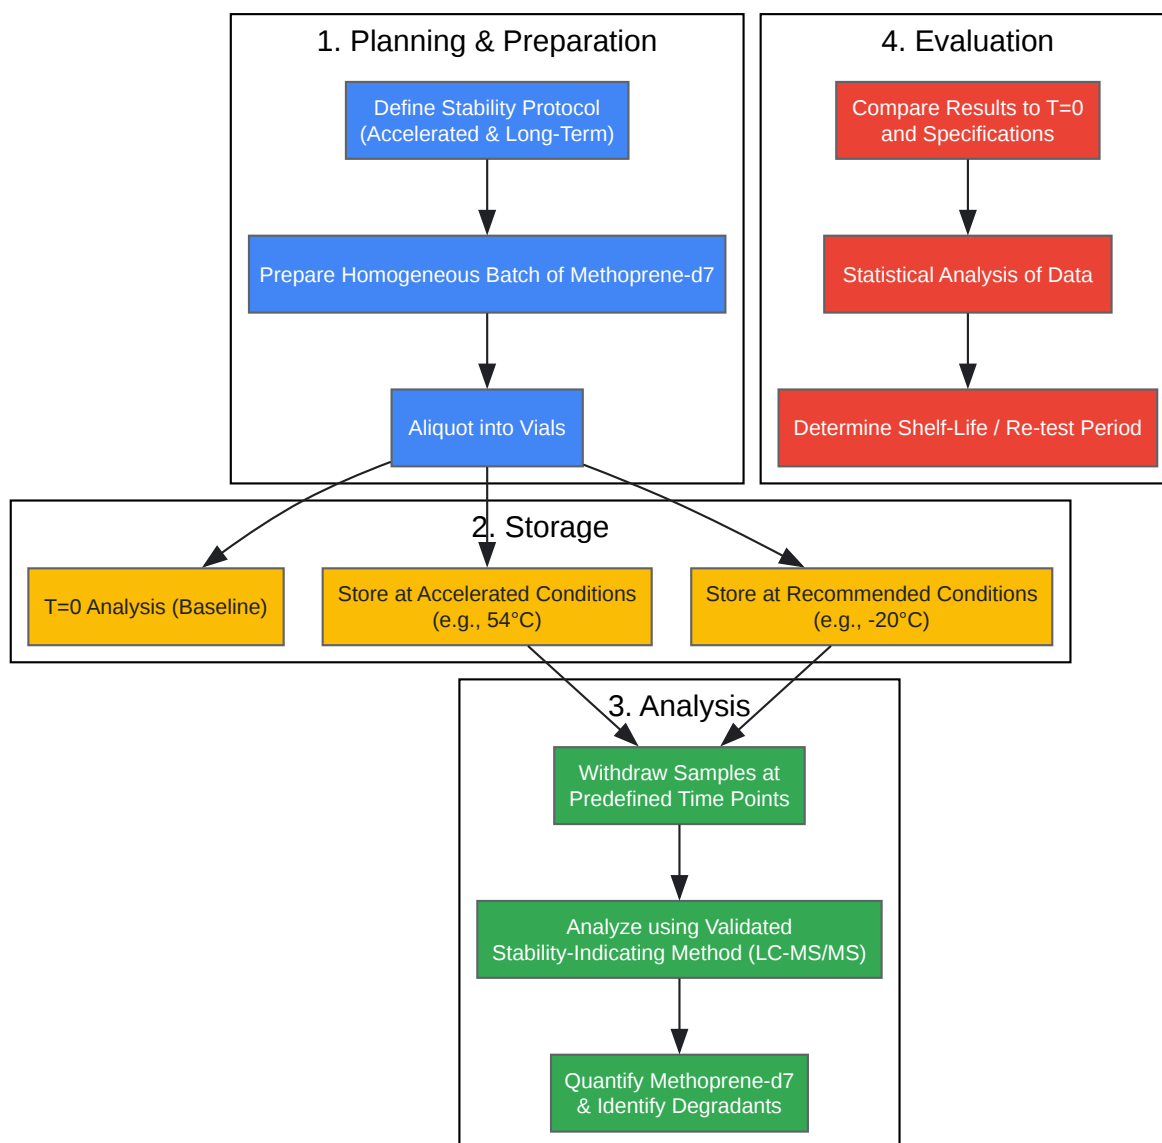 1. Planning & Preparation
Define Stability Protocol
(Accelerated & Long-Term)
Prepare Homogeneous Batch of Methoprene-d7
Aliquot into Vials
2. Storage
T=0 Analysis (Baseline)
Store at Accelerated Conditions
(e.g., 54°C)
Store at Recommended Conditions
(e.g., -20°C)
3. Analysis
Withdraw Samples at
Predefined Time Points
Analyze using Validated
Stability-Indicating Method (LC-MS/MS)
Quantify Methoprene-d7
& Identify Degradants
4. Evaluation
Compare Results to T=0
and Specifications
Statistical Analysis of Data
Determine Shelf-Life / Re-test Period